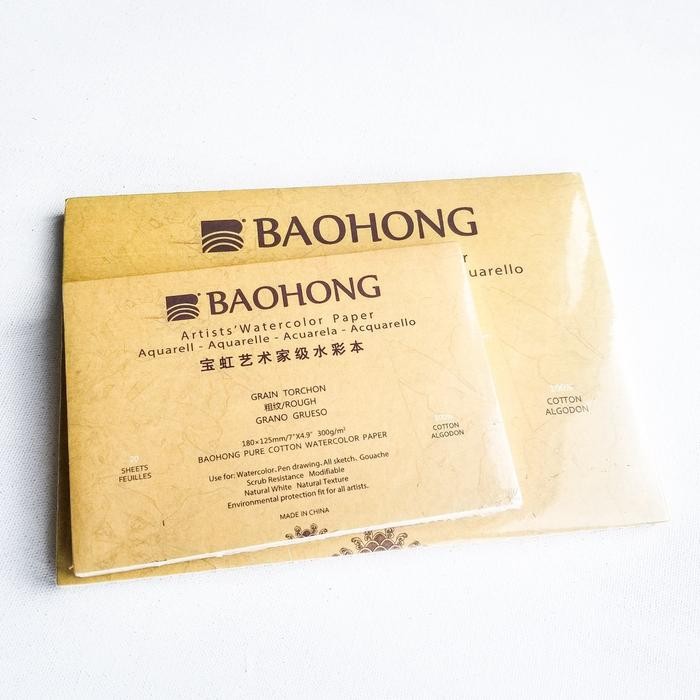 BAOHONG
r
uarello
100%
COTTON
ALGODON
BAOHONG
Artists' Watercolor Paper
Aquarell - Aquarelle - Acuarela - Acquarello
宝虹艺术家级水彩本
GRAIN TORCHON
粗纹/ROUGH
GRANO GRUESO
180×125mm/7"X4.9" 300g/m²
BAOHONG PURE COTTON WATERCOLOR PAPER
20
SHEETS
FEUILLES
100%
COTTON
ALGODON
Use for: Watercolor. Pen drawing. All sketch. Gouache
Scrub Resistance Modifiable
Natural White Natural Texture
Environmental protection fit for all artists.
MADE IN CHINA